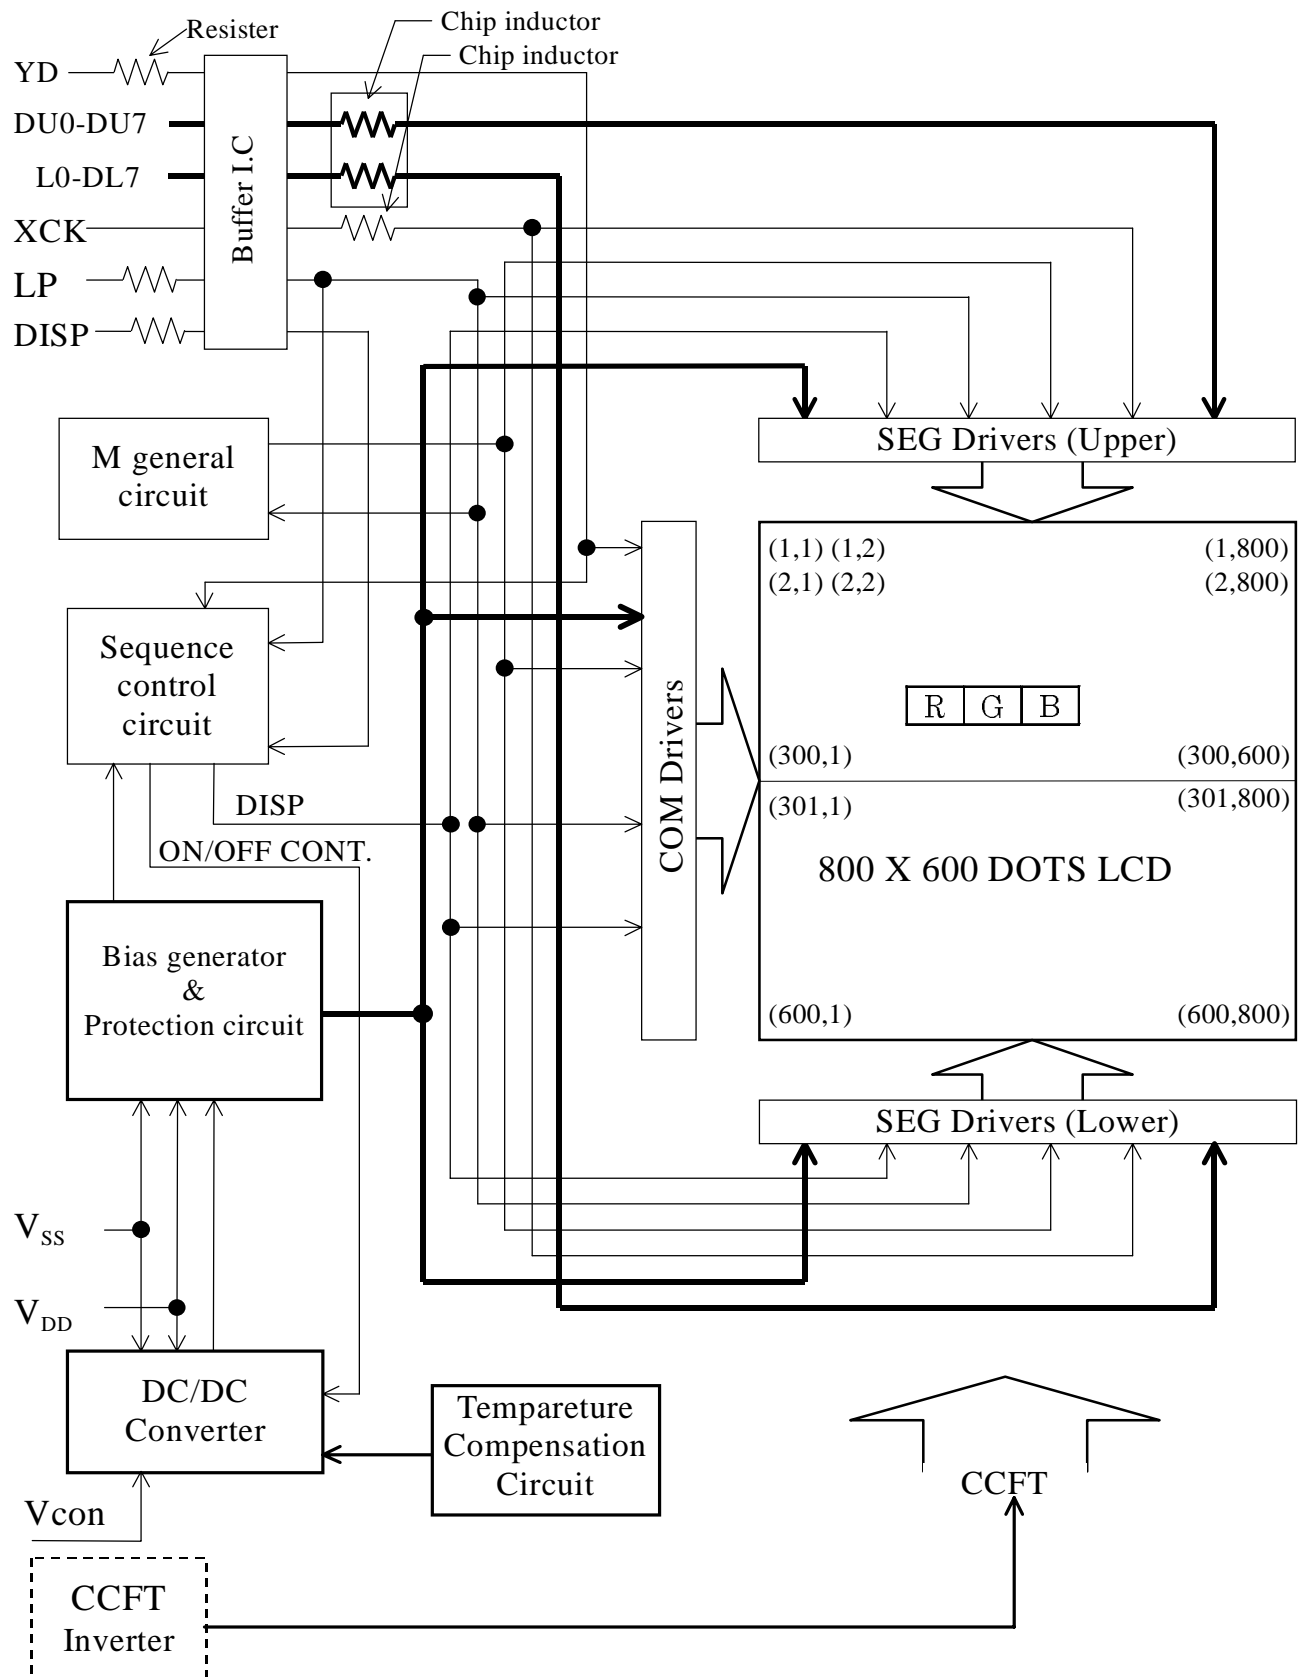 Chip inductor
Resister
Chip inductor
YD
DU0-DU7
L0-DL7
XCK
LP
DISP
Buffer I.C
SEG Drivers (Upper)
M general
circuit
(1,1) (1,2)
(1,800)
(2,1) (2,2)
(2,800)
Sequence
control
circuit
COM Drivers
R G B
(300,1)
(300,600)
(301,1)
(301,800)
DISP
ON/OFF CONT.
800 X 600 DOTS LCD
Bias generator
&
Protection circuit
(600,1)
(600,800)
SEG Drivers (Lower)
VSS
VDD
DC/DC
Converter
Tempareture
Compensation
Circuit
CCFT
Vcon
CCFT
Inverter